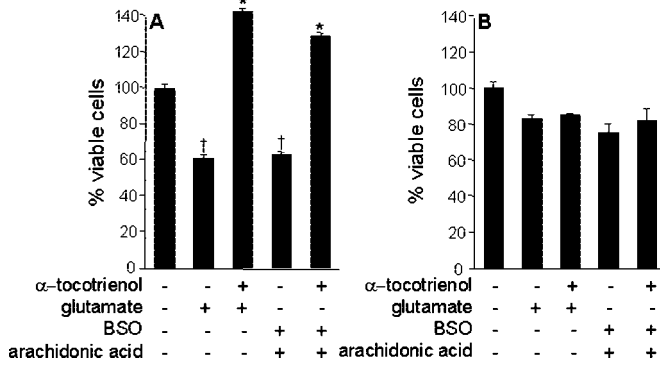 A
140
120
100
80
60
40
20
0
% viable cells
* † * †
α-tocotrienol - - + - +
glutamate - + + - -
BSO - - - + +
arachidonic acid - - - + +
B
140
120
100
80
60
40
20
0
% viable cells
α-tocotrienol - - + - +
glutamate - + + - -
BSO - - - + +
arachidonic acid - - - + +